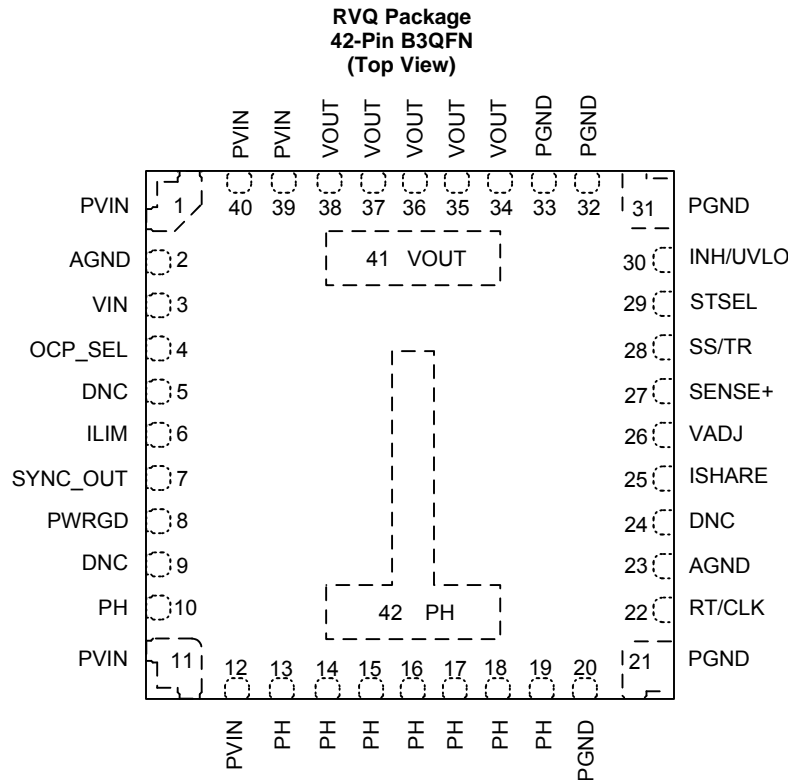 RVQ Package
42-Pin B3QFN
(Top View)
PVIN
PVIN
VOUT
VOUT
VOUT
VOUT
VOUT
PGND
PGND
PVIN 1 40 39 38 37 36 35 34 33 32 31 PGND
AGND 2 41 VOUT 30 INH/UVLO
VIN 3 29 STSEL
OCP_SEL 4 28 SS/TR
DNC 5 27 SENSE+
ILIM 6 26 VADJ
SYNC_OUT 7 25 ISHARE
PWRGD 8 24 DNC
DNC 9 23 AGND
PH 10 42 PH 22 RT/CLK
PVIN 11 12 13 14 15 16 17 18 19 20 21 PGND
PVIN
PH
PH
PH
PH
PH
PH
PH
PGND